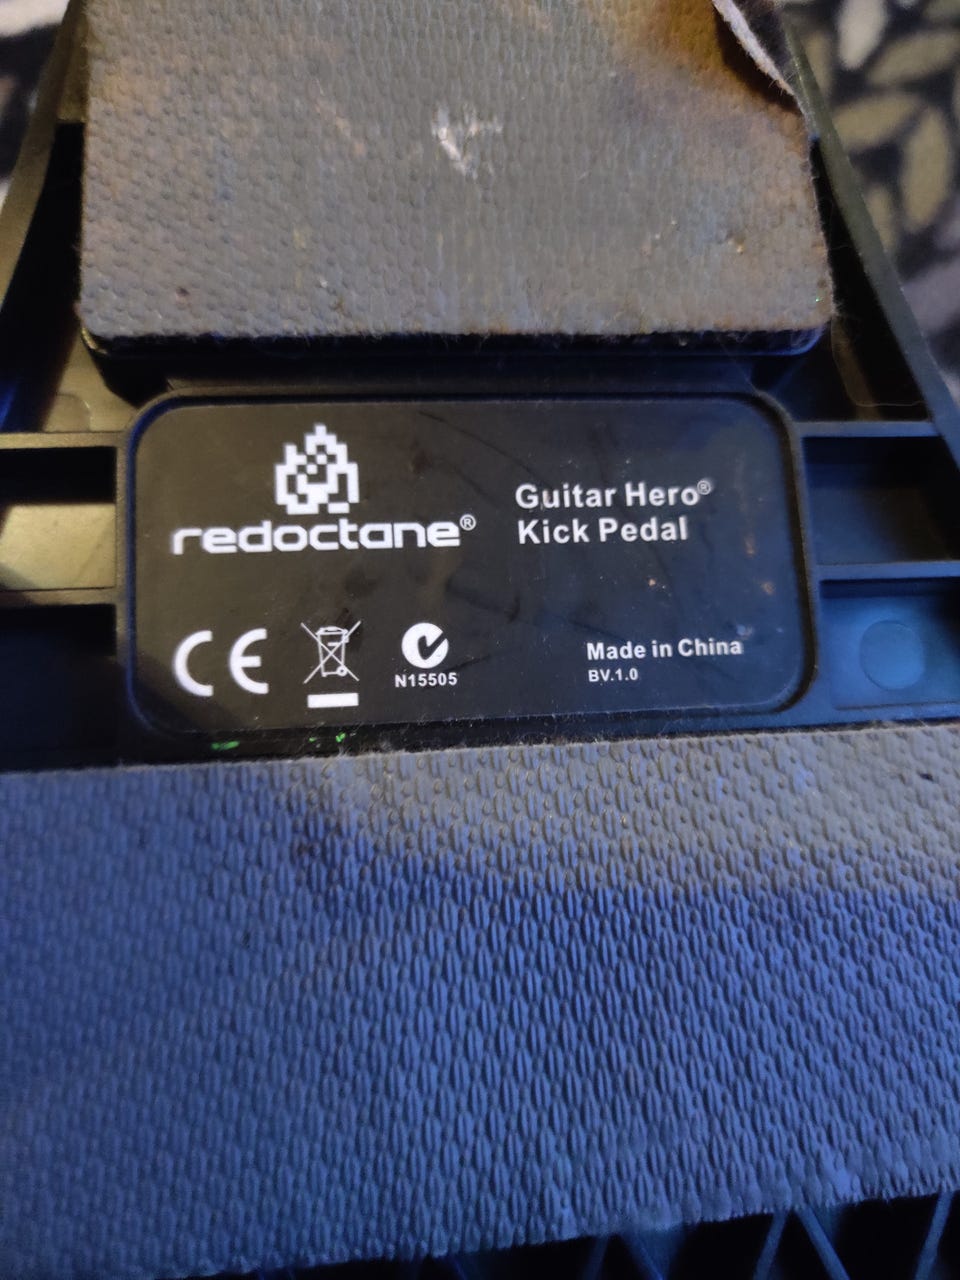 redoctane®
Guitar Hero®
Kick Pedal
CE
N15505
Made in China
BV.1.0